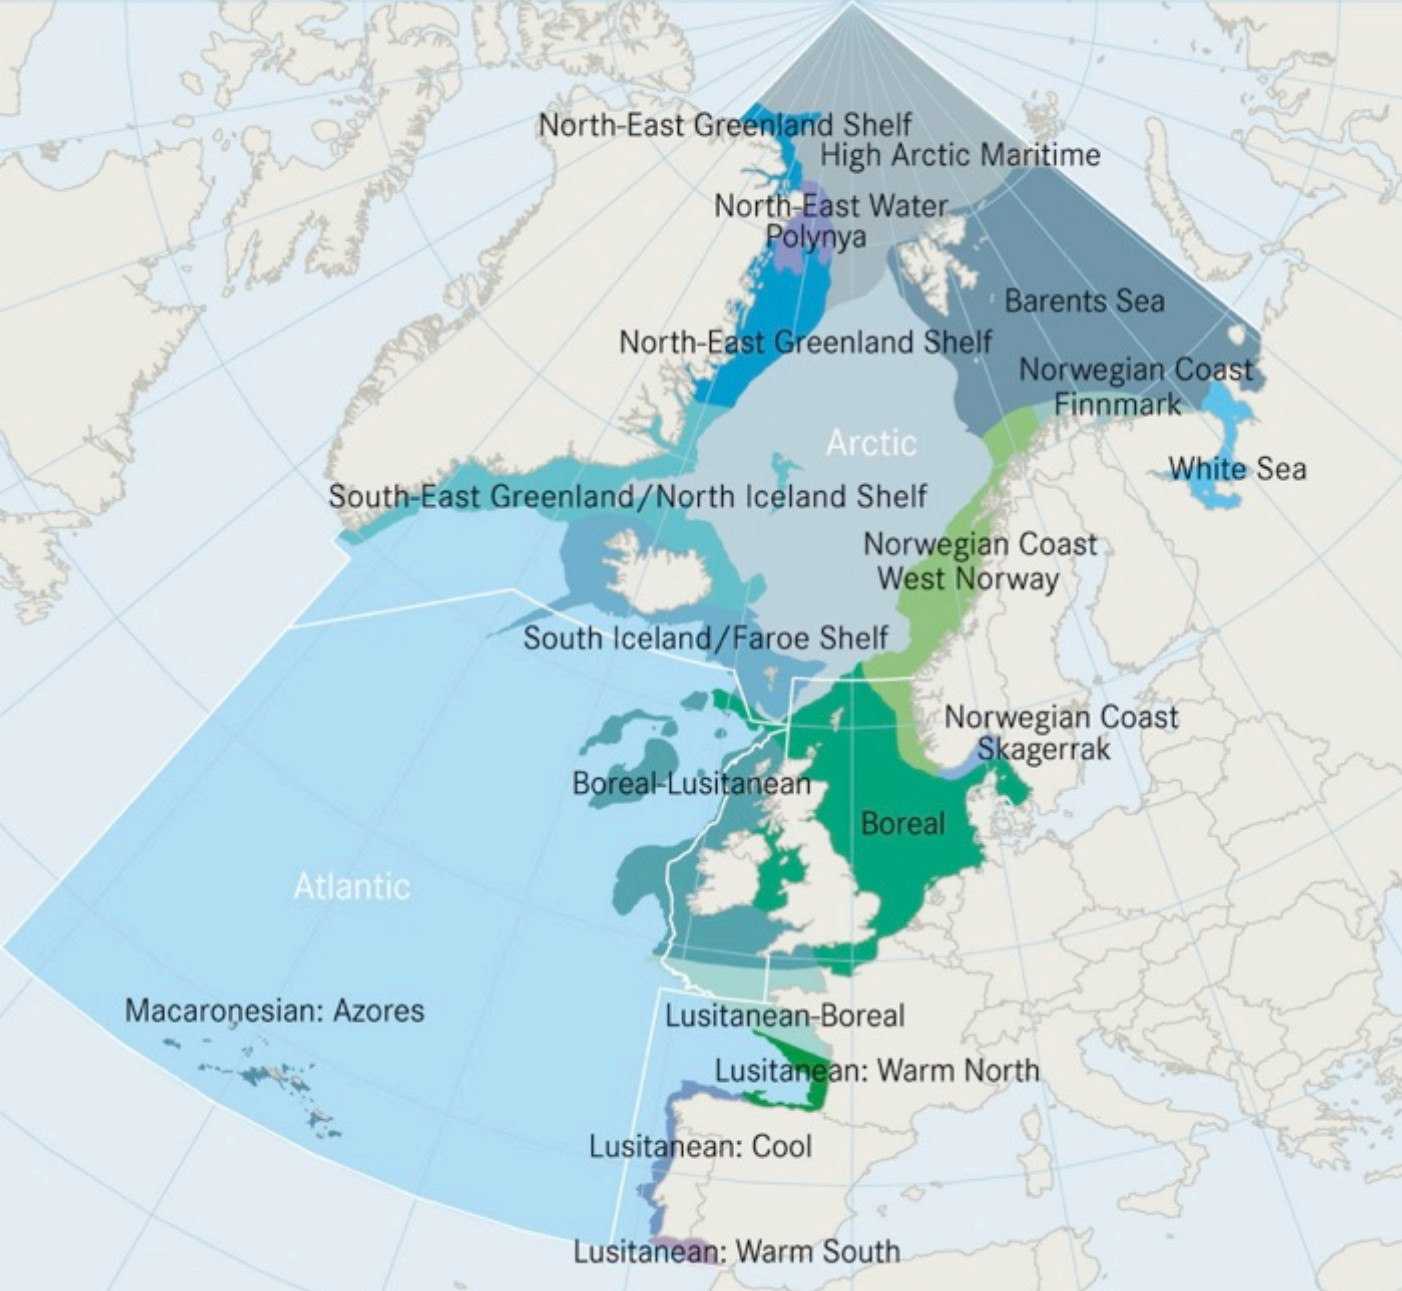 North-East Greenland Shelf
High Arctic Maritime
North-East Water
Polynya
Barents Sea
North-East Greenland Shelf
Norwegian Coast
Finnmark
Arctic
White Sea
South-East Greenland/North Iceland Shelf
Norwegian Coast
West Norway
South Iceland/Faroe Shelf
Norwegian Coast
Skagerrak
Boreal-Lusitanean
Boreal
Atlantic
Macaronesian: Azores
Lusitanean-Boreal
Lusitanean: Warm North
Lusitanean: Cool
Lusitanean: Warm South